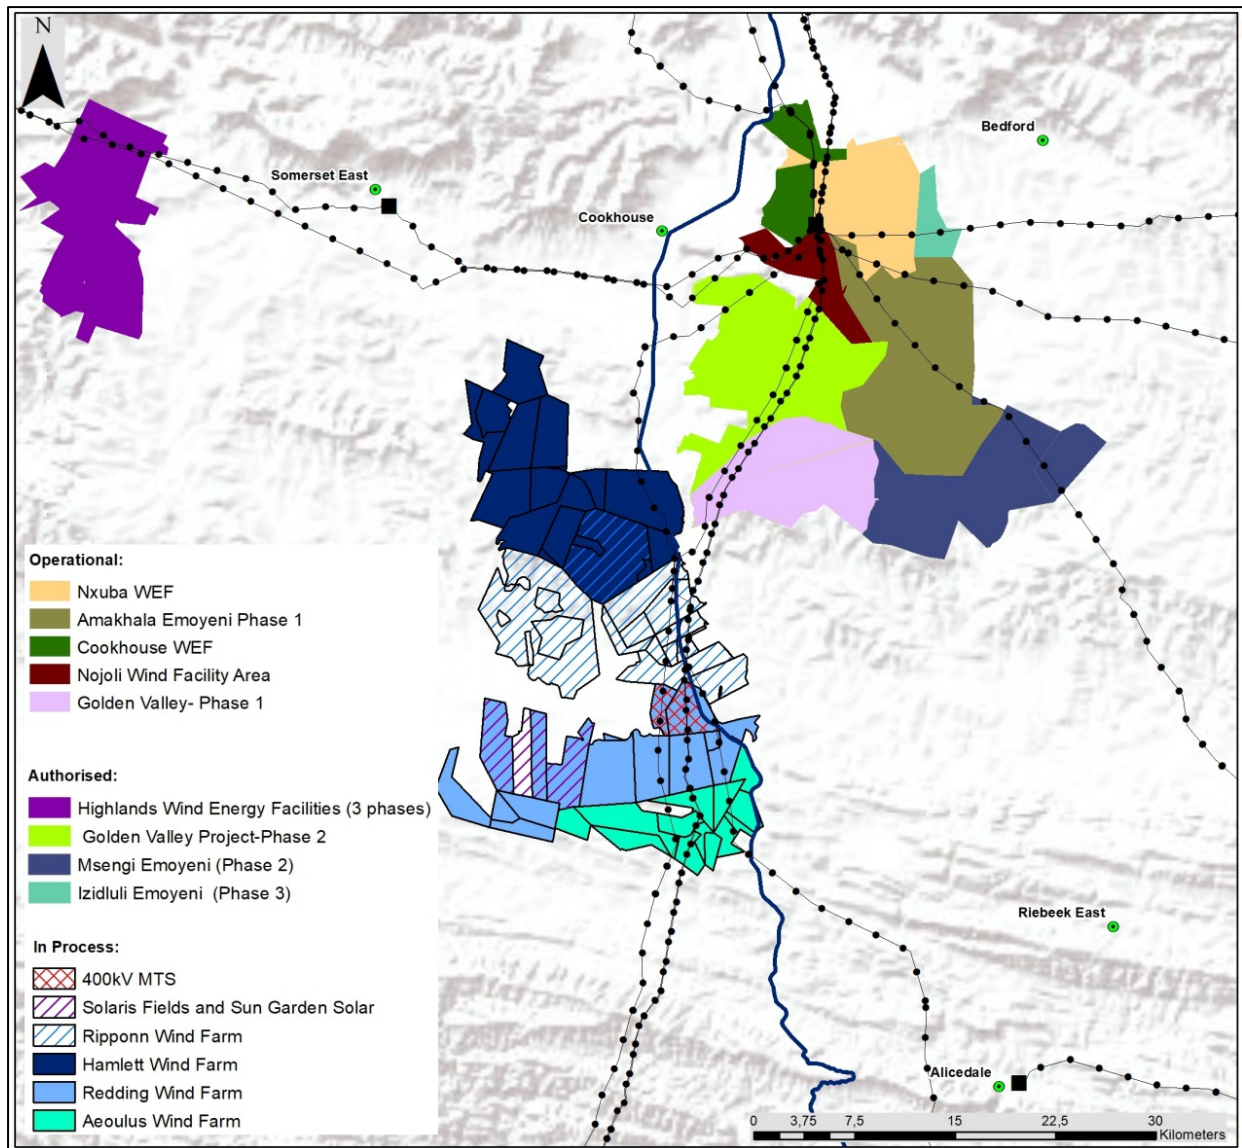 N
Bedford
Somerset East
Cookhouse
Operational:
Nxuba WEF
Amakhala Emoyeni Phase 1
Cookhouse WEF
Nojoli Wind Facility Area
Golden Valley- Phase 1
Authorised:
Highlands Wind Energy Facilities (3 phases)
Golden Valley Project-Phase 2
Msengi Emoyeni (Phase 2)
Izidluli Emoyeni (Phase 3)
In Process:
400kV MTS
Solaris Fields and Sun Garden Solar
Ripponn Wind Farm
Hamlett Wind Farm
Redding Wind Farm
Aeoulus Wind Farm
Riebeek East
Alicedale
0 3,75 7,5 15 22,5 30
Kilometers